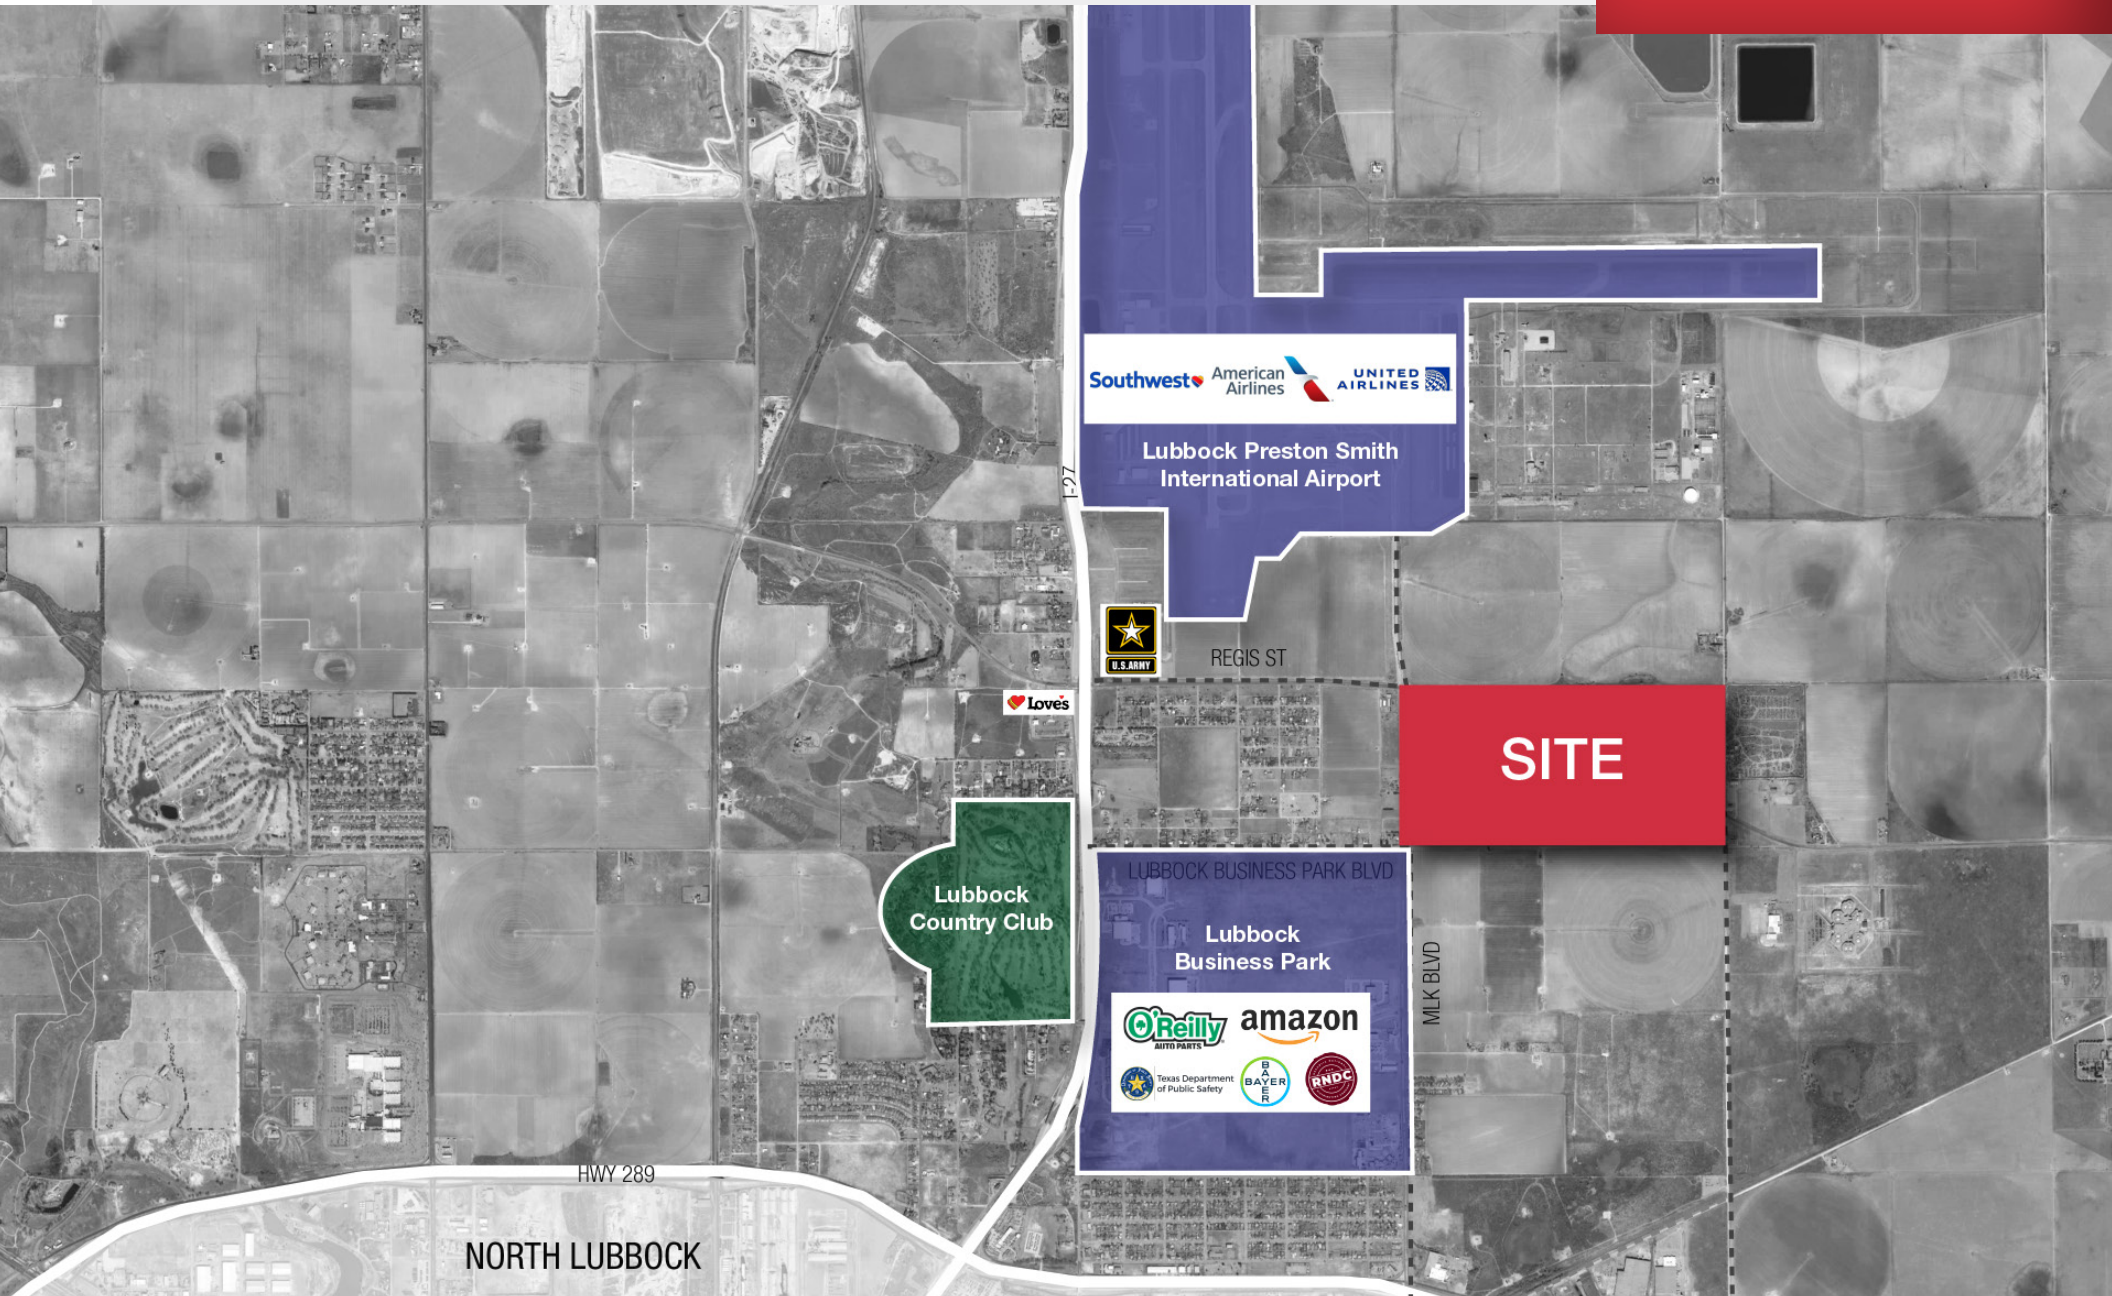 Southwest
American
Airlines
UNITED
AIRLINES
Lubbock Preston Smith
International Airport
I-27
U.S.ARMY
REGIS ST
Love's
SITE
LUBBOCK BUSINESS PARK BLVD
Lubbock
Country Club
Lubbock
Business Park
MLK BLVD
O'Reilly
AUTO PARTS
amazon
Texas Department
of Public Safety
BAYER
BAYER
RNDC
HWY 289
NORTH LUBBOCK